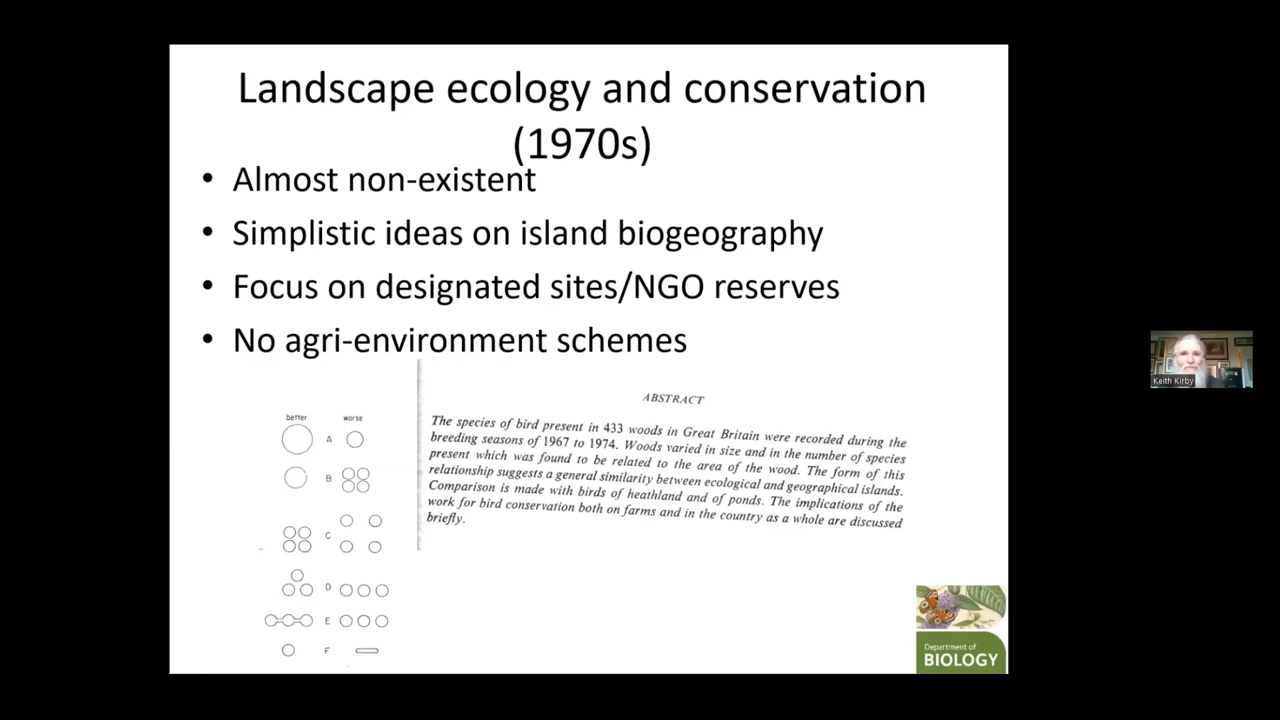 Landscape ecology and conservation
(1970s)
• Almost non-existent
• Simplistic ideas on island biogeography
• Focus on designated sites/NGO reserves
• No agri-environment schemes
better worse
A
B
C
D
E
F
ABSTRACT
The species of bird present in 433 woods in Great Britain were recorded during the
breeding seasons of 1967 to 1974. Woods varied in size and in the number of species
present which was found to be related to the area of the wood. The form of this
relationship suggests a general similarity between ecological and geographical islands.
Comparison is made with birds of heathland and of ponds. The implications of the
work for bird conservation both on farms and in the country as a whole are discussed
briefly.
Department of
BIOLOGY
Keith Kirby